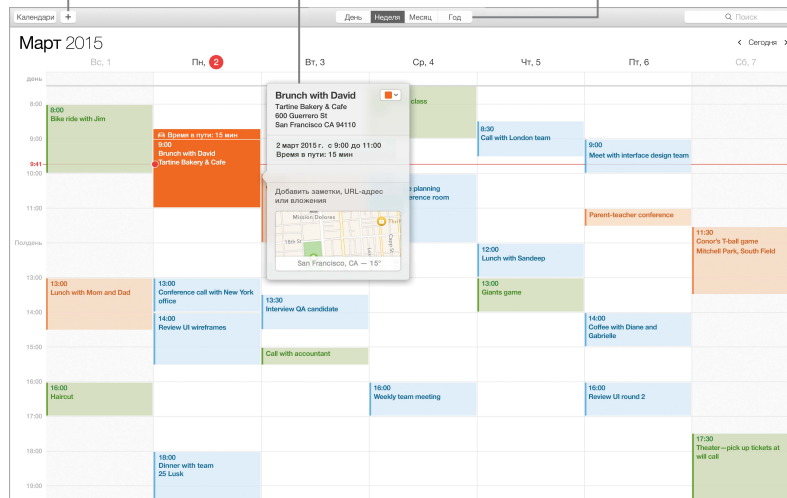 Календари +
День Неделя Месяц Год
Поиск
Март 2015
Сегодня
Вс, 1
Пн, 2
Вт, 3
Ср, 4
Чт, 5
Пт, 6
Сб, 7
день
8:00
9:00
9:41
10:00
11:00
Полдень
13:00
14:00
15:00
16:00
17:00
18:00
19:00
8:00
Bike ride with Jim
13:00
Lunch with Mom and Dad
16:00
Haircut
Время в пути: 15 мин
9:00
Brunch with David
Tartine Bakery & Cafe
13:00
Conference call with New York
office
14:00
Review UI wireframes
18:00
Dinner with team
25 Lusk
Brunch with David
Tartine Bakery & Cafe
600 Guerrero St
San Francisco CA 94110
2 март 2015 г. с 9:00 до 11:00
Время в пути: 15 мин
Добавить заметки, URL-адрес
или вложения
Mission Dolores
18th St
San Francisco, CA — 15°
13:30
Interview QA candidate
Call with accountant
class
planning
16:00
Weekly team meeting
8:30
Call with London team
12:00
Lunch with Sandeep
13:00
Giants game
9:00
Meet with interface design team
Parent-teacher conference
14:00
Coffee with Diane and
Gabrielle
16:00
Review UI round 2
11:30
Conor's T-ball game
Mitchell Park, South Field
17:30
Theater—pick up tickets at
will call